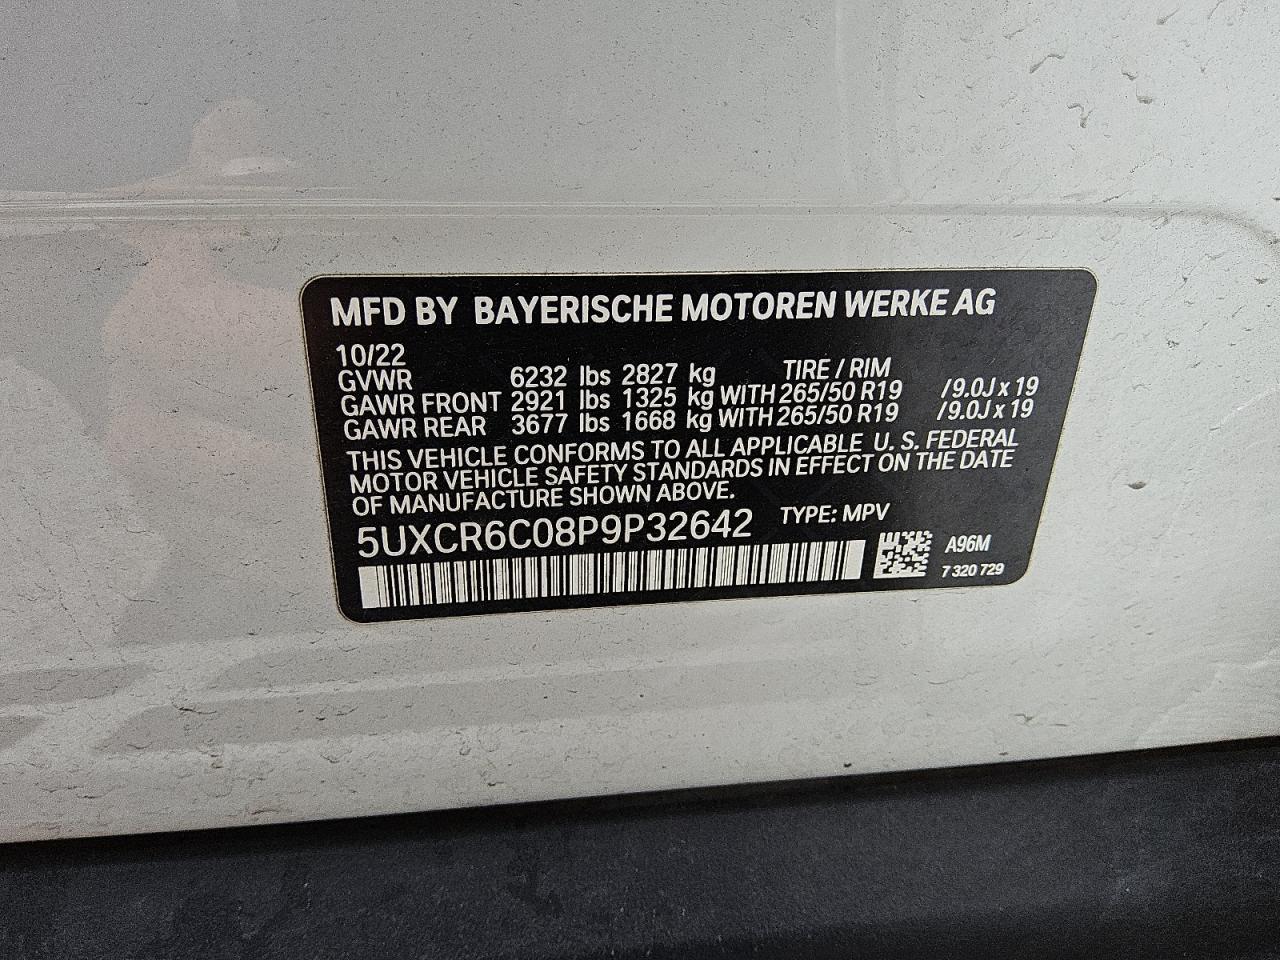 MFD BY BAYERISCHE MOTOREN WERKE AG
10/22 TIRE / RIM
GVWR 6232 lbs 2827 kg
GAWR FRONT 2921 lbs 1325 kg WITH 265/50 R19 /9.0J x 19
GAWR REAR 3677 lbs 1668 kg WITH 265/50 R19 /9.0J x 19
THIS VEHICLE CONFORMS TO ALL APPLICABLE U. S. FEDERAL
MOTOR VEHICLE SAFETY STANDARDS IN EFFECT ON THE DATE
OF MANUFACTURE SHOWN ABOVE.
5UXCR6C08P9P32642 TYPE: MPV
A96M
7 320 729